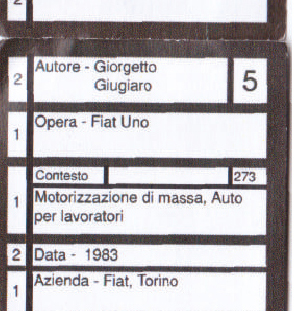 2
2 Autore - Giorgetto 5
Giugiaro
1 Opera - Fiat Uno
Contesto 273
1 Motorizzazione di massa, Auto
per lavoratori
2 Data - 1983
1 Azienda - Fiat, Torino